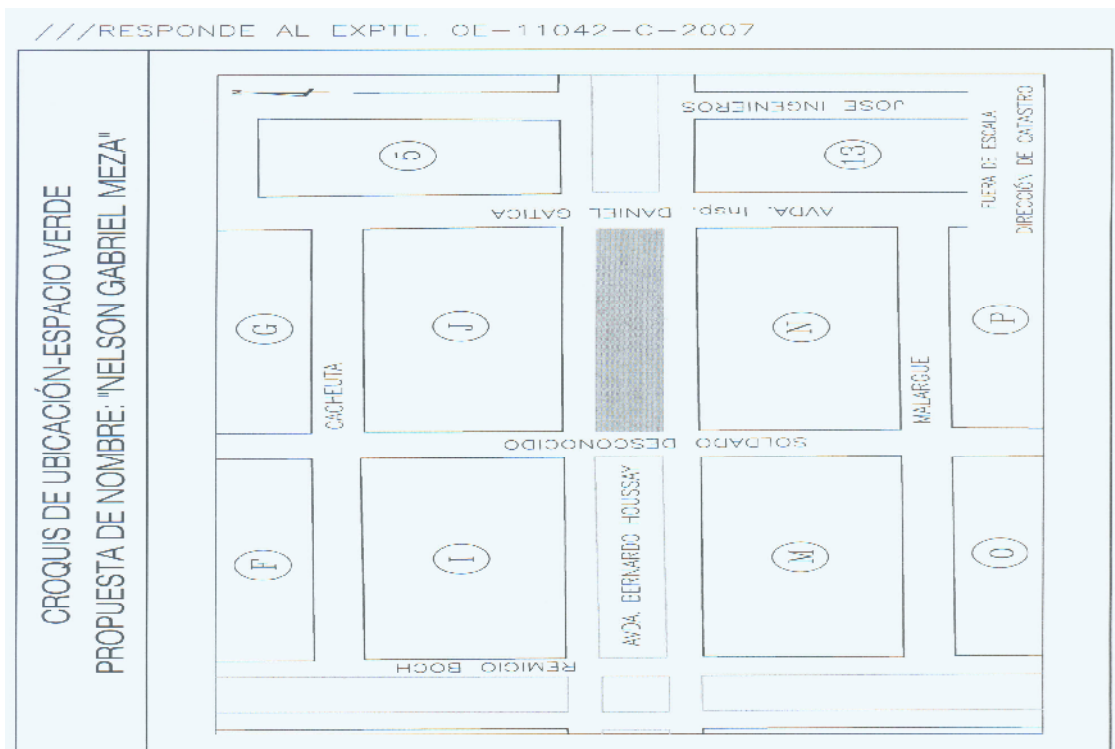 ///RESPONDE AL EXPTE. OE-11042-C-2007
CROQUIS DE UBICACIÓN-ESPACIO VERDE
PROPUESTA DE NOMBRE: "NELSON GABRIEL MEZA"
JOSE INGENIEROS
5
13
FUERA DE ESCALA
DIRECCIÓN DE CATASTRO
AVDA. Insp. DANIEL GATICA
G
J
N
P
CACHEUTA
MALARGUE
SOLDADO DESCONOCIDO
F
I
AVDA. BERNARDO HOUSSAY
M
O
REMICIO BOCH